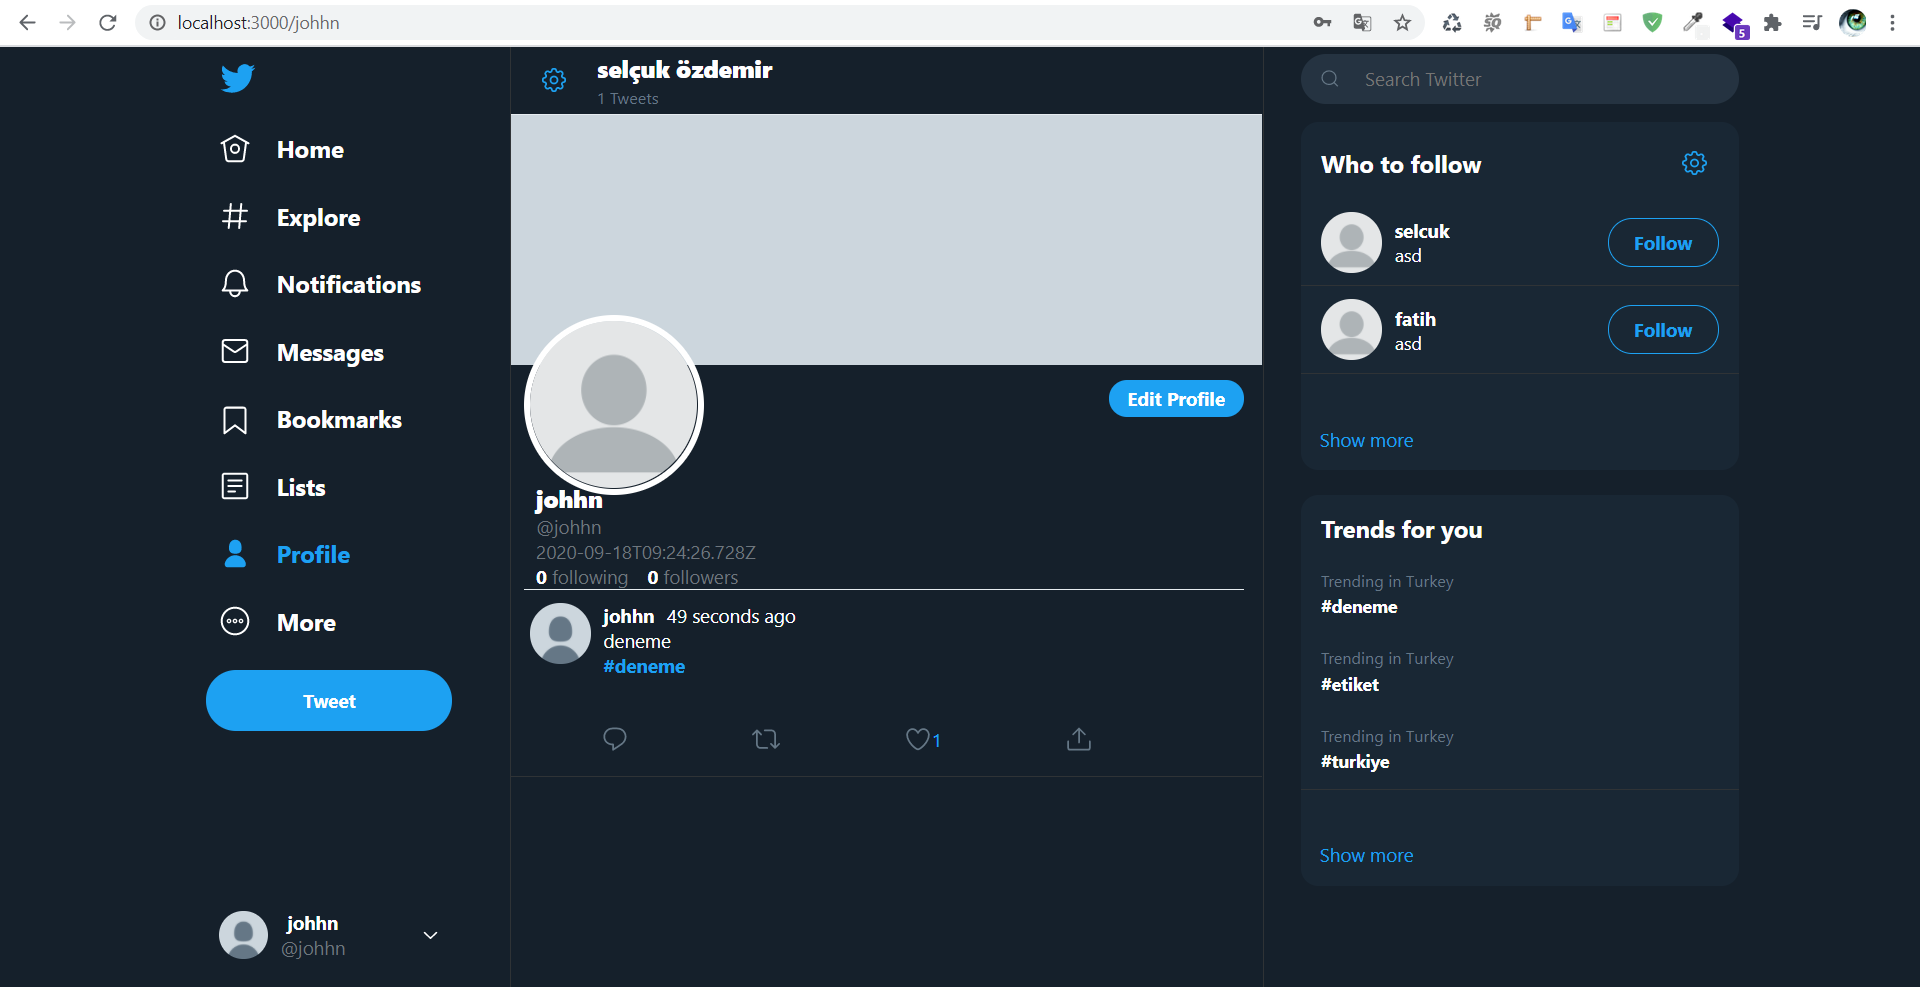 localhost:3000/johhn
5
Home
Explore
Notifications
Messages
Bookmarks
Lists
Profile
More
Tweet
johhn
@johhn
selçuk özdemir
1 Tweets
Edit Profile
johhn
@johhn
2020-09-18T09:24:26.728Z
0 following 0 followers
johhn 49 seconds ago
deneme
#deneme
1
Search Twitter
Who to follow
selcuk
asd
Follow
fatih
asd
Follow
Show more
Trends for you
Trending in Turkey
#deneme
Trending in Turkey
#etiket
Trending in Turkey
#turkiye
Show more